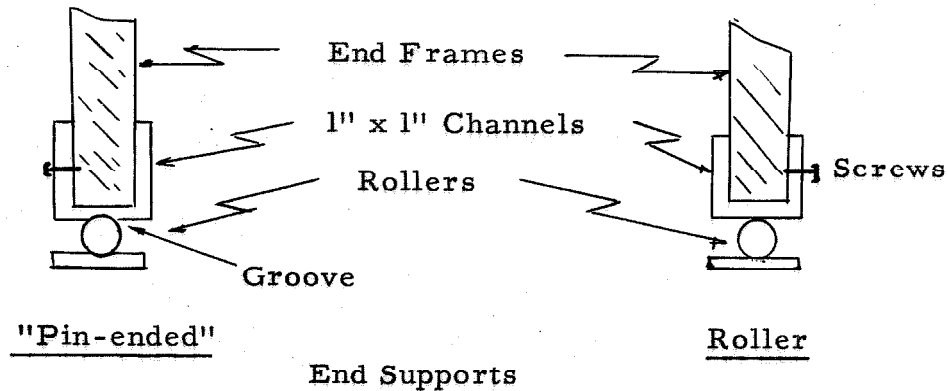 End Frames
1" x 1" Channels
Screws
Rollers
Groove
"Pin-ended"
Roller
End Supports